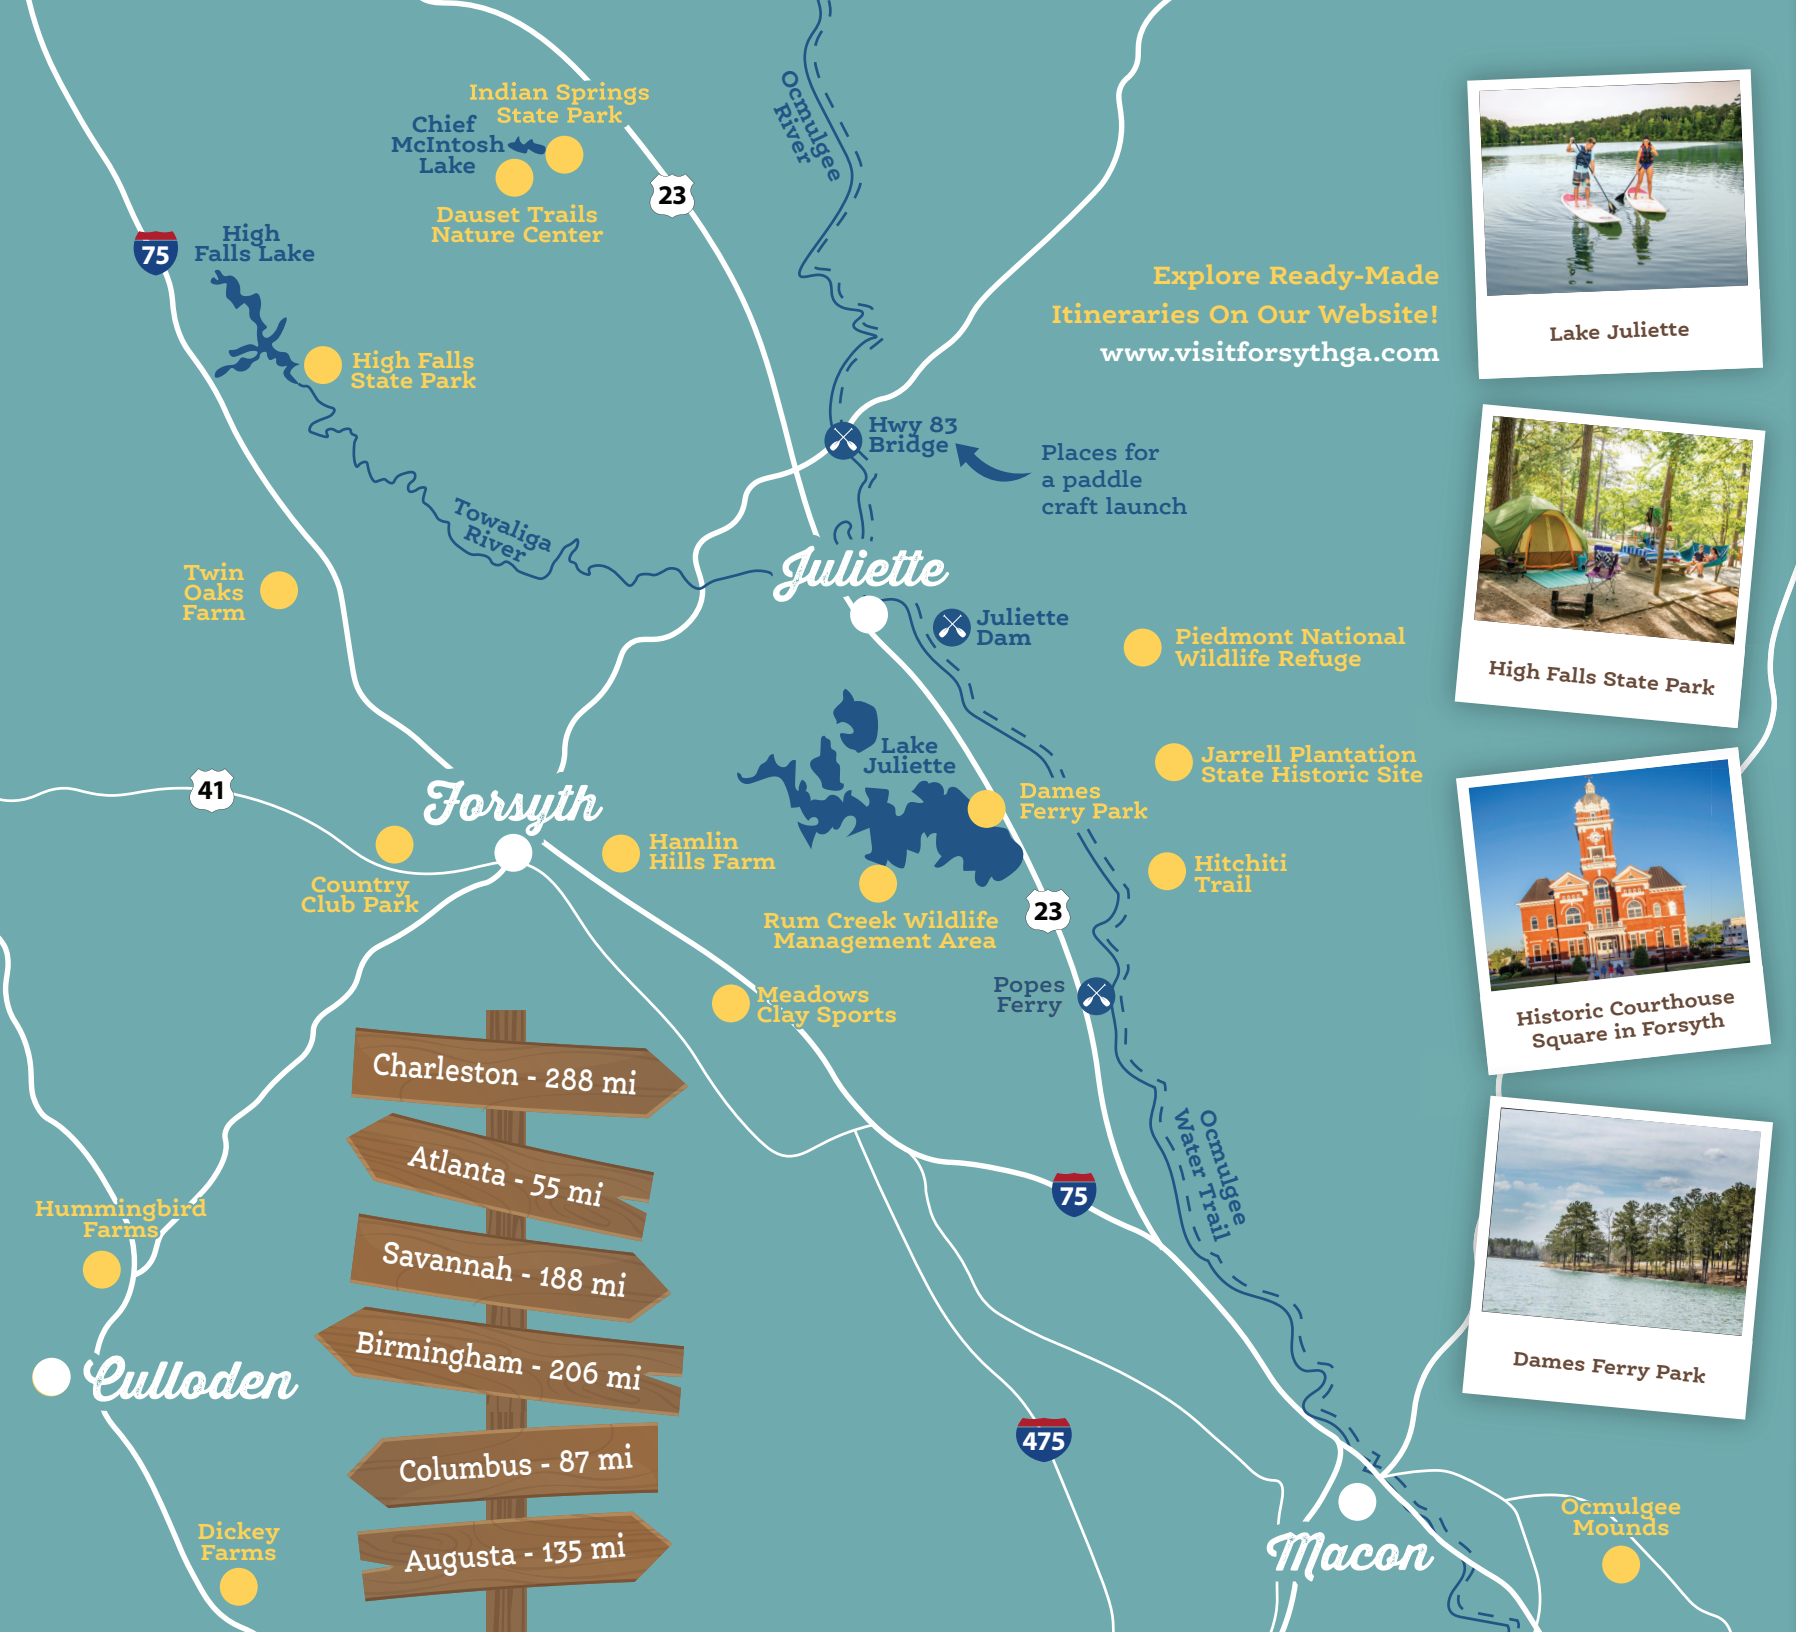 Indian Springs
State Park
Chief
McIntosh
Lake
Dauset Trails
Nature Center
23
Ocmulgee
River
75
High
Falls Lake
High Falls
State Park
Explore Ready-Made
Itineraries On Our Website!
www.visitforsythga.com
Lake Juliette
Hwy 83
Bridge
Places for
a paddle
craft launch
Towaliga
River
Juliette
Twin
Oaks
Farm
Juliette
Dam
Piedmont National
Wildlife Refuge
High Falls State Park
Lake
Juliette
Jarrell Plantation
State Historic Site
41
Forsyth
Dames
Ferry Park
Hamlin
Hills Farm
Country
Club Park
Hitchiti
Trail
Rum Creek Wildlife
Management Area
23
Popes
Ferry
Meadows
Clay Sports
Historic Courthouse
Square in Forsyth
Charleston - 288 mi
Atlanta - 55 mi
Savannah - 188 mi
Birmingham - 206 mi
Columbus - 87 mi
Augusta - 135 mi
Ocmulgee
Water Trail
75
Hummingbird
Farms
Culloden
Dames Ferry Park
475
Dickey
Farms
Macon
Ocmulgee
Mounds